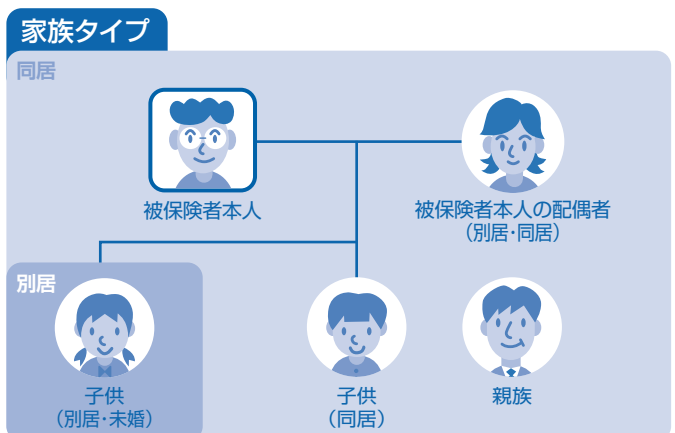 家族タイプ
同居
被保険者本人
被保険者本人の配偶者
（別居・同居）
別居
子供
（別居・未婚）
子供
（同居）
親族